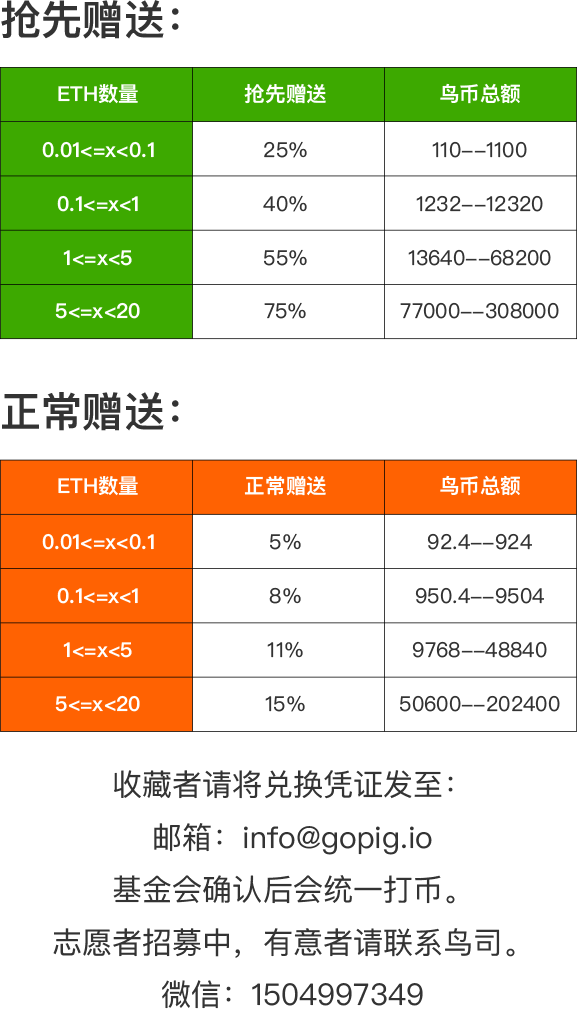 抢先赠送：
ETH数量 抢先赠送 鸟币总额
0.01<=x<0.1 25% 110--1100
0.1<=x<1 40% 1232--12320
1<=x<5 55% 13640--68200
5<=x<20 75% 77000--308000
正常赠送：
ETH数量 正常赠送 鸟币总额
0.01<=x<0.1 5% 92.4--924
0.1<=x<1 8% 950.4--9504
1<=x<5 11% 9768--48840
5<=x<20 15% 50600--202400
收藏者请将兑换凭证发至：
邮箱：info@gopig.io
基金会确认后会统一打币。
志愿者招募中，有意者请联系鸟司。
微信：1504997349